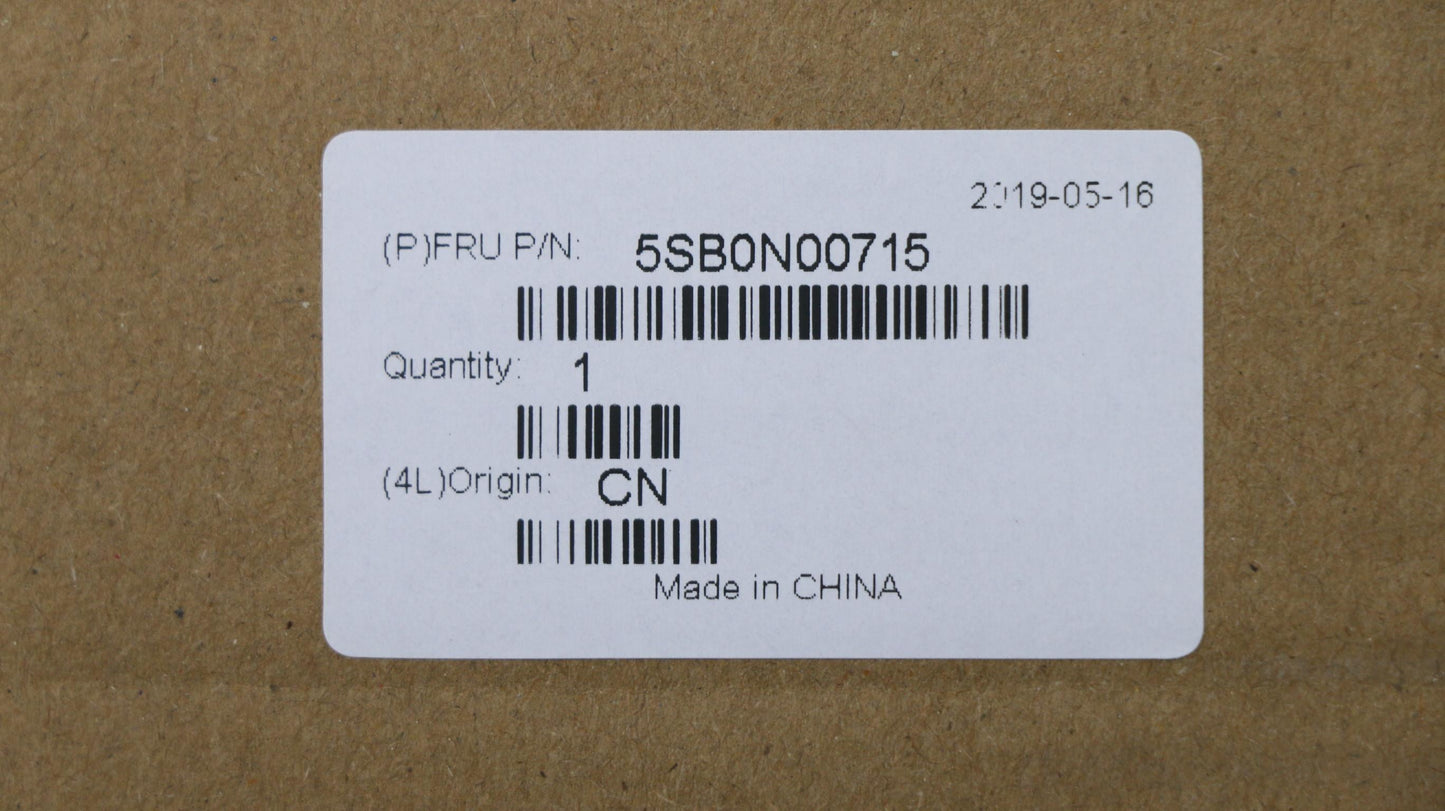 2019-05-16
(P)FRU P/N: 5SB0N00715
Quantity: 1
(4L)Origin: CN
Made in CHINA